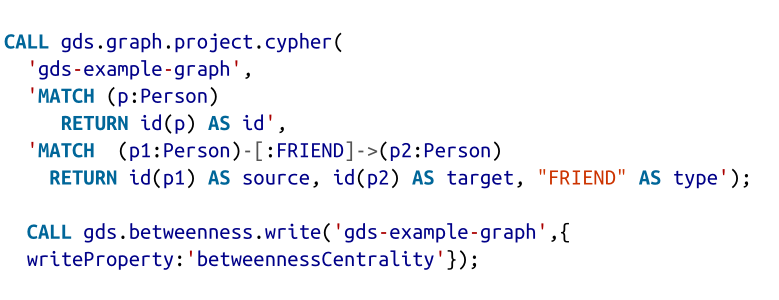 CALL gds.graph.project.cypher(
'gds-example-graph',
'MATCH (p:Person)
RETURN id(p) AS id',
'MATCH (p1:Person)-[:FRIEND]->(p2:Person)
RETURN id(p1) AS source, id(p2) AS target, "FRIEND" AS type');
CALL gds.betweenness.write('gds-example-graph',{
writeProperty:'betweennessCentrality'});